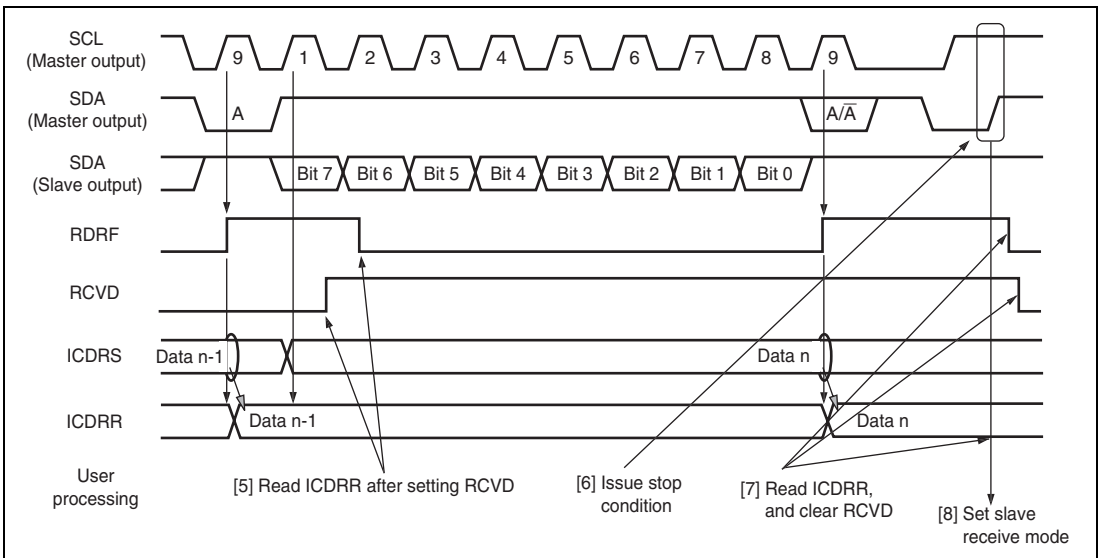 SCL
(Master output)
9 1 2 3 4 5 6 7 8 9
SDA
(Master output)
A A/A̅
SDA
(Slave output)
Bit 7 Bit 6 Bit 5 Bit 4 Bit 3 Bit 2 Bit 1 Bit 0
RDRF
RCVD
ICDRS
Data n-1 Data n
ICDRR
Data n-1 Data n
User
processing
[5] Read ICDRR after setting RCVD
[6] Issue stop
condition
[7] Read ICDRR,
and clear RCVD
[8] Set slave
receive mode